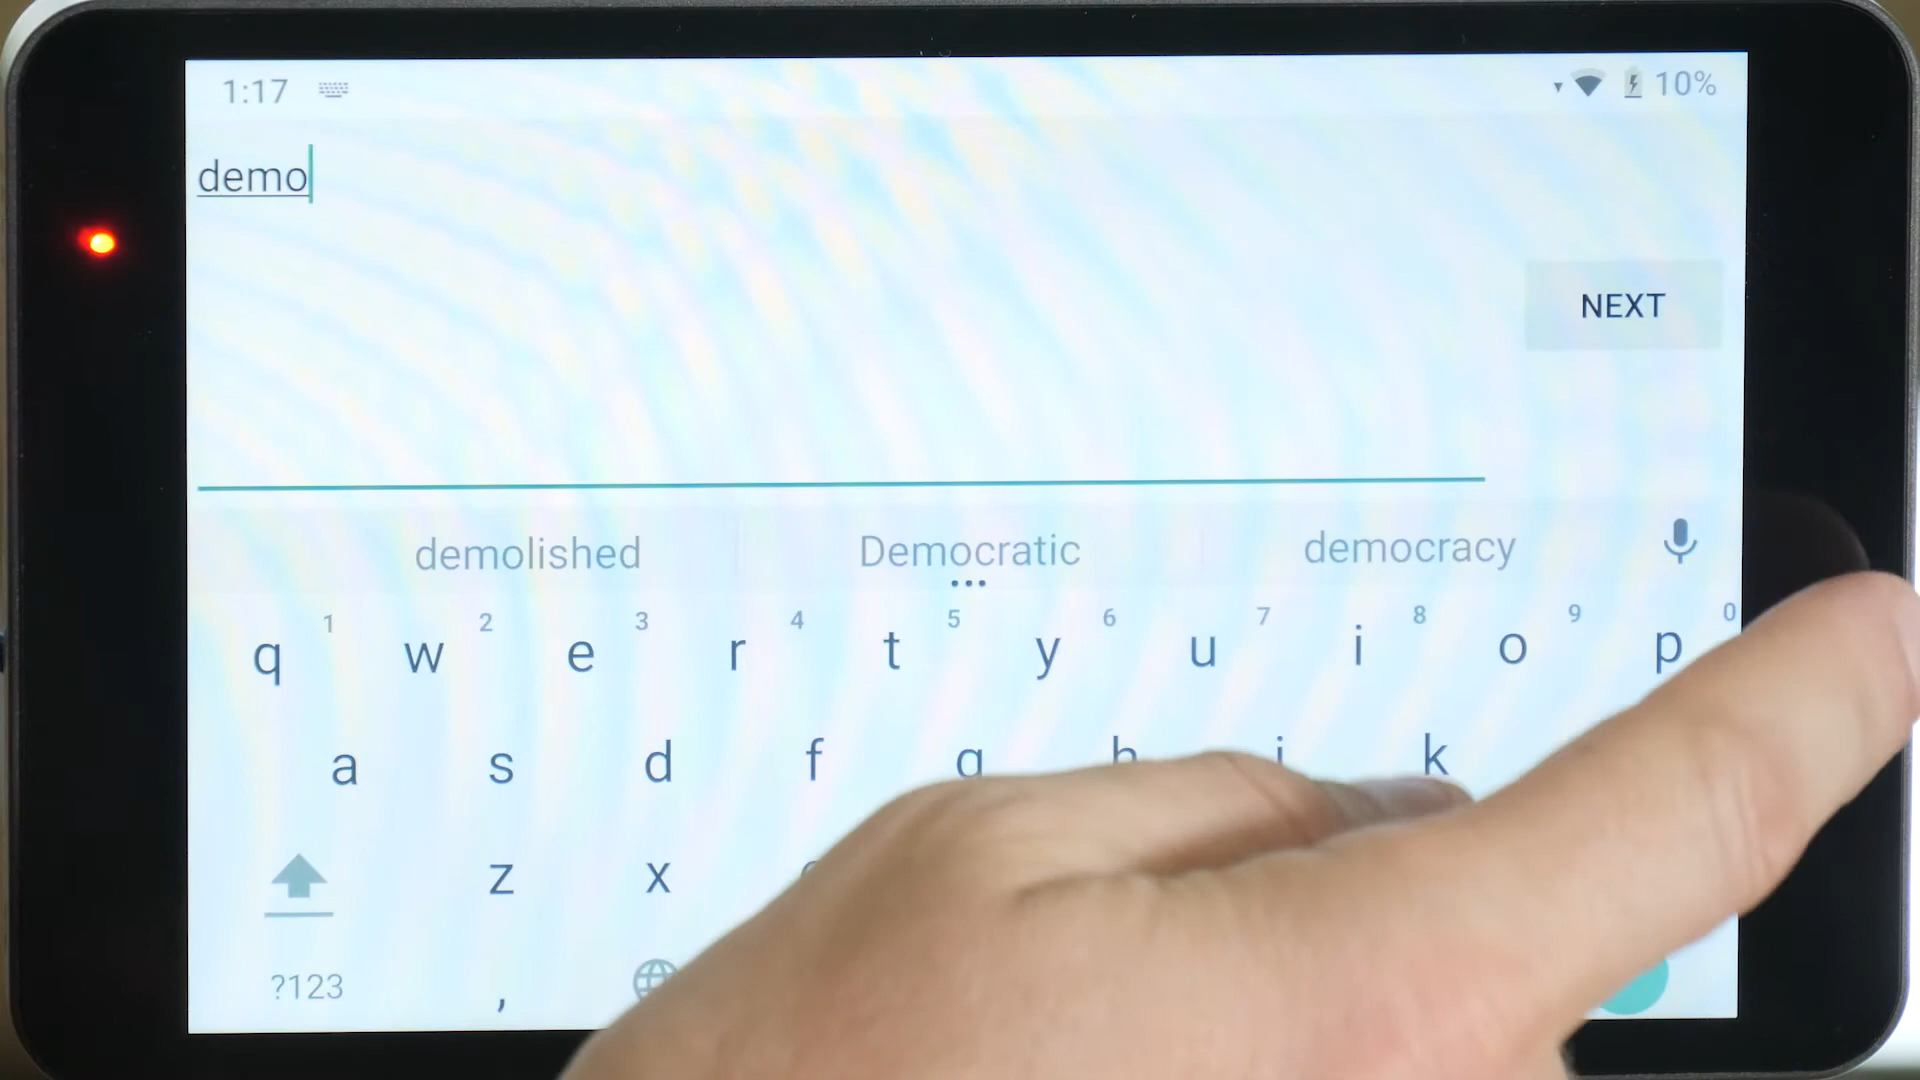 1:17 10%
demo
NEXT
demolished Democratic democracy
1 2 3 4 5 6 7 8 9 0
q w e r t y u i o p
a s d f g h j k
z x
?123 ,